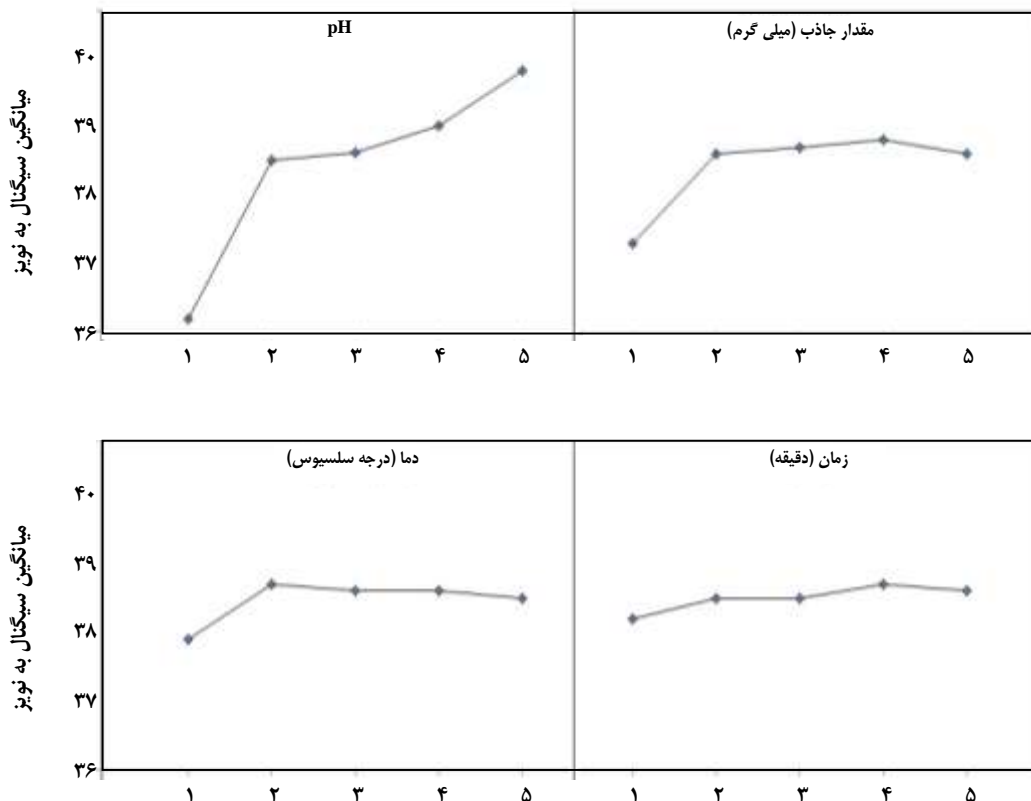 pH
مقدار جاذب (میلی گرم)
میانگین سیگنال به نویز
۴۰
۳۹
۳۸
۳۷
۳۶
۱ ۲ ۳ ۴ ۵
۱ ۲ ۳ ۴ ۵
دما (درجه سلسیوس)
زمان (دقیقه)
میانگین سیگنال به نویز
۴۰
۳۹
۳۸
۳۷
۳۶
۱ ۲ ۳ ۴ ۵
۱ ۲ ۳ ۴ ۵